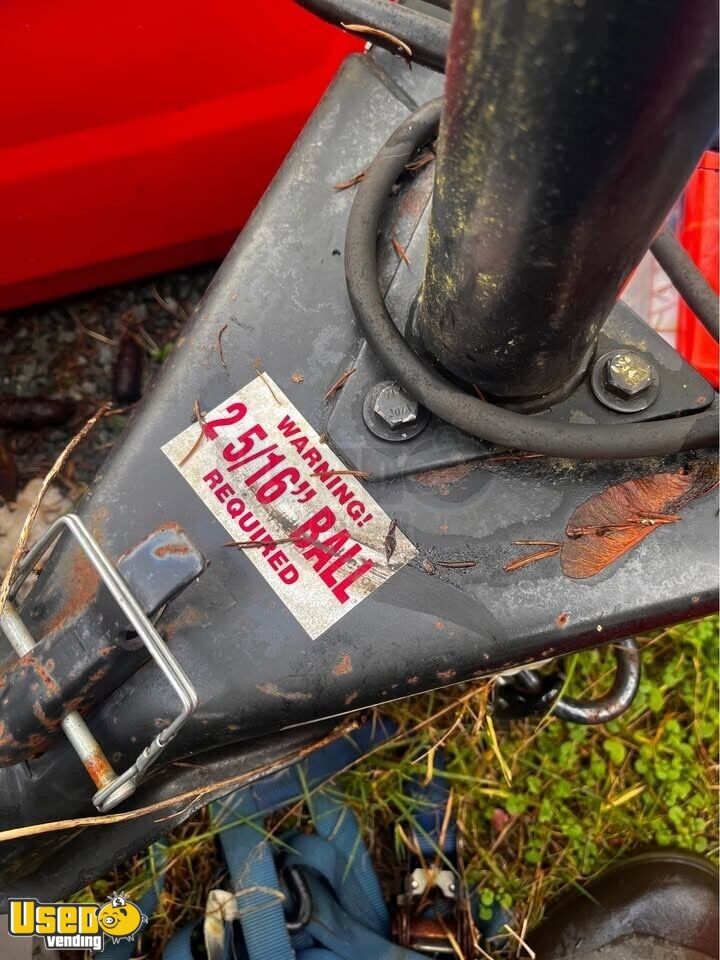 WARNING!
2 5/16" BALL
REQUIRED
USED
vending